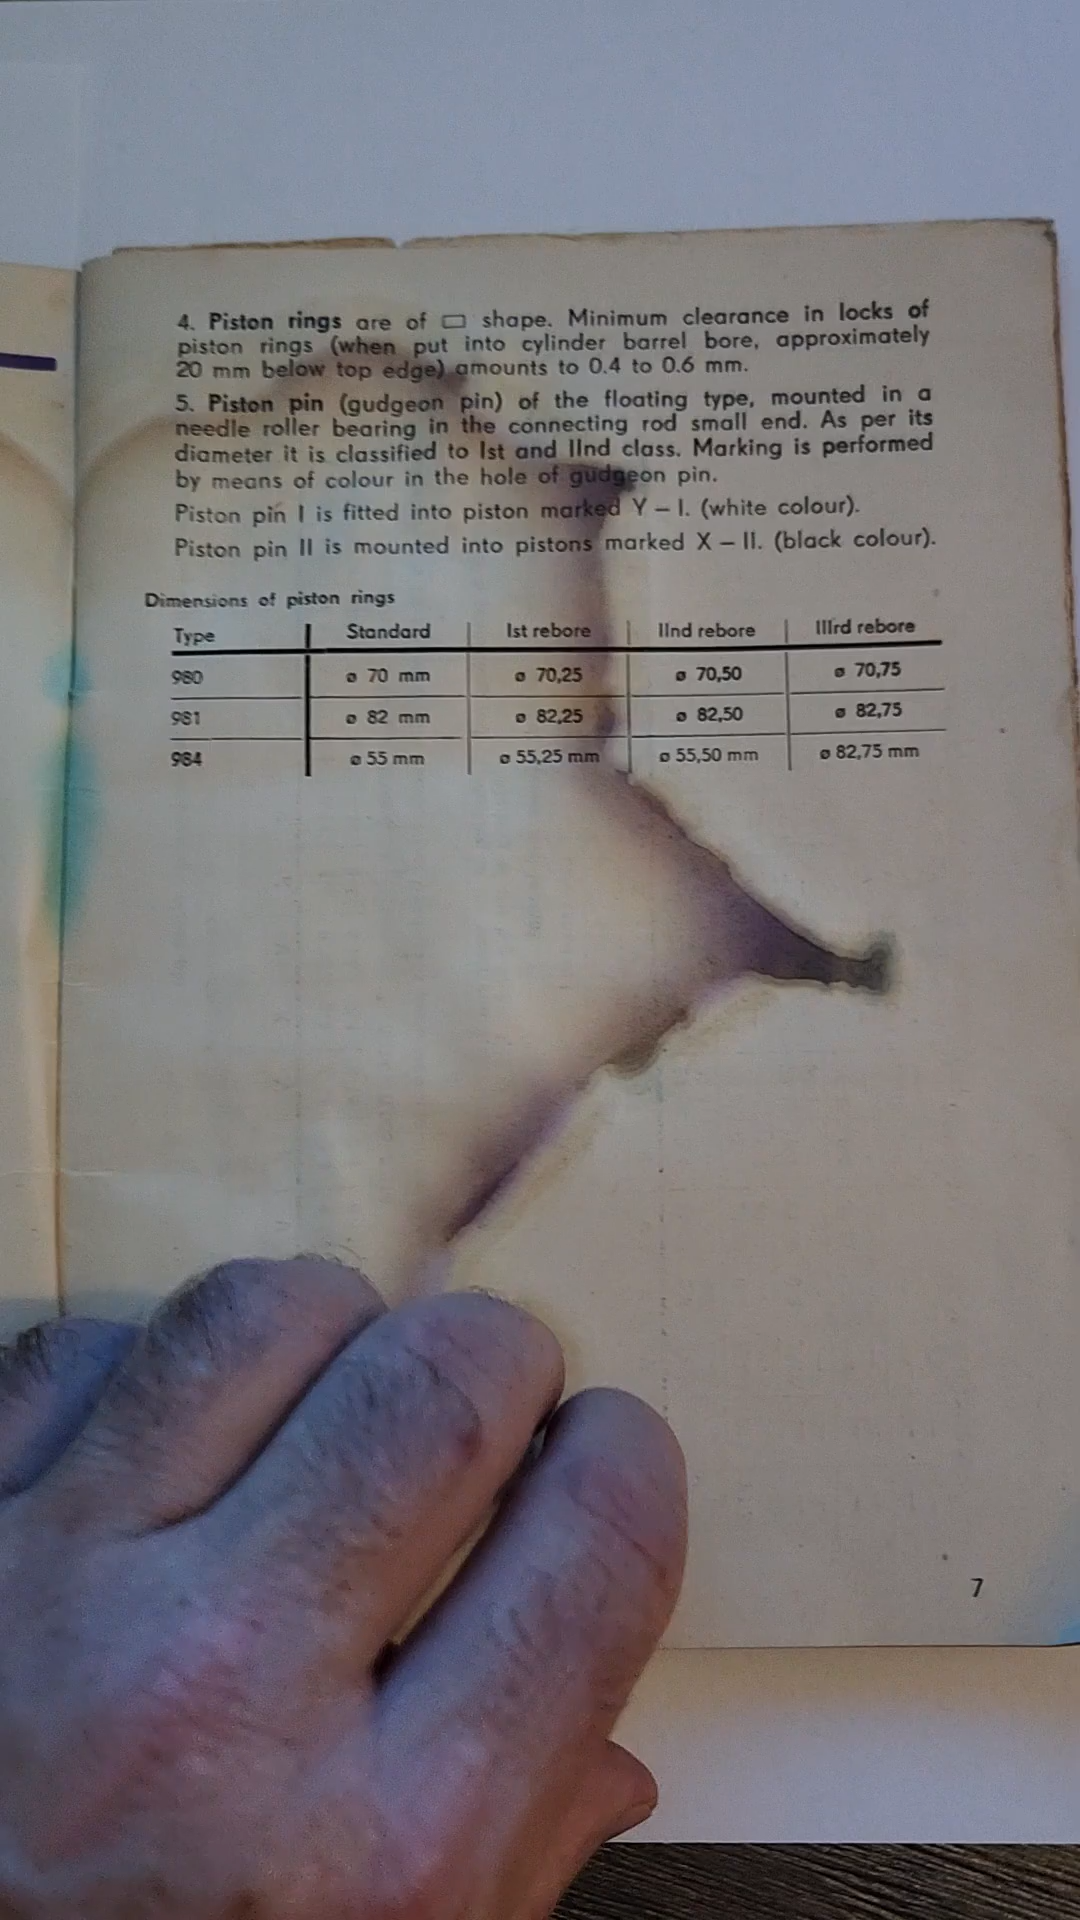 4. Piston rings are of ▭ shape. Minimum clearance in locks of
piston rings (when put into cylinder barrel bore, approximately
20 mm below top edge) amounts to 0.4 to 0.6 mm.
5. Piston pin (gudgeon pin) of the floating type, mounted in a
needle roller bearing in the connecting rod small end. As per its
diameter it is classified to Ist and IInd class. Marking is performed
by means of colour in the hole of gudgeon pin.
Piston pin I is fitted into piston marked Y – I. (white colour).
Piston pin II is mounted into pistons marked X – II. (black colour).
Dimensions of piston rings
Type Standard Ist rebore IInd rebore IIIrd rebore
980 ø 70 mm ø 70,25 ø 70,50 ø 70,75
981 ø 82 mm ø 82,25 ø 82,50 ø 82,75
984 ø 55 mm ø 55,25 mm ø 55,50 mm ø 82,75 mm
7